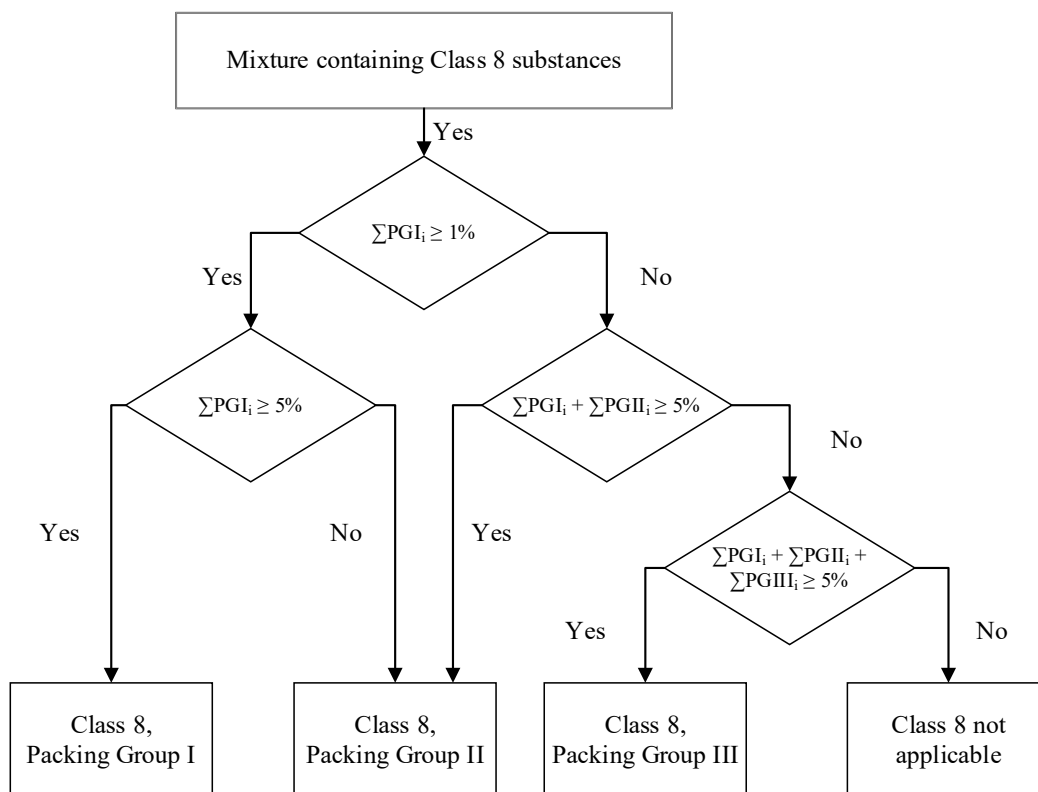 Mixture containing Class 8 substances
Yes
∑PGIᵢ ≥ 1%
Yes
No
∑PGIᵢ ≥ 5%
∑PGIᵢ + ∑PGIIᵢ ≥ 5%
No
Yes
No
Yes
∑PGIᵢ + ∑PGIIᵢ +
∑PGIIIᵢ ≥ 5%
Yes
No
Class 8,
Packing Group I
Class 8,
Packing Group II
Class 8,
Packing Group III
Class 8 not
applicable